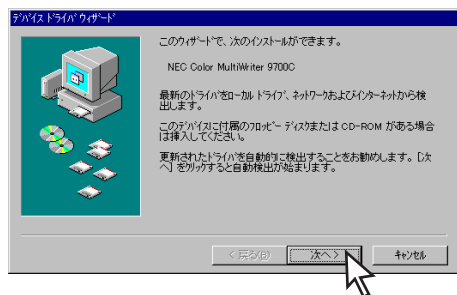 ﾃﾞﾊﾞｲｽ ﾄﾞﾗｲﾊﾞ ｳｨｻﾞｰﾄﾞ
このｳｨｻﾞｰﾄﾞで、次のｲﾝｽﾄｰﾙができます。
NEC Color MultiWriter 9700C
最新のﾄﾞﾗｲﾊﾞをﾛｰｶﾙ ﾄﾞﾗｲﾌﾞ、ﾈｯﾄﾜｰｸおよびｲﾝﾀｰﾈｯﾄから検
出します。
このﾃﾞﾊﾞｲｽに付属のﾌﾛｯﾋﾟｰ ﾃﾞｨｽｸまたは CD-ROM がある場合
は挿入してください。
更新されたﾄﾞﾗｲﾊﾞを自動的に検出することをお勧めします。[次
へ] をｸﾘｯｸすると自動検出が始まります。
< 戻る(B)
次へ >
ｷｬﾝｾﾙ